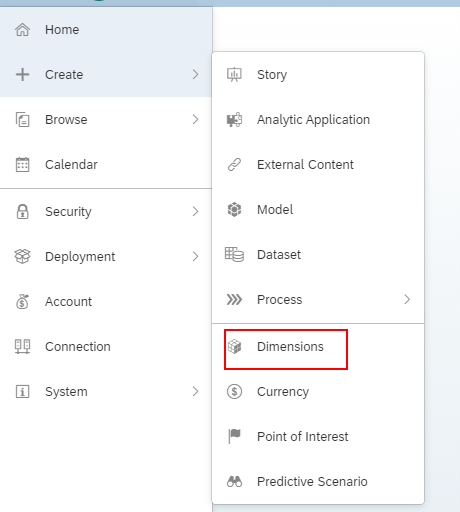 Home
Create
Browse
Calendar
Security
Deployment
Account
Connection
System
Story
Analytic Application
External Content
Model
Dataset
Process
Dimensions
Currency
Point of Interest
Predictive Scenario